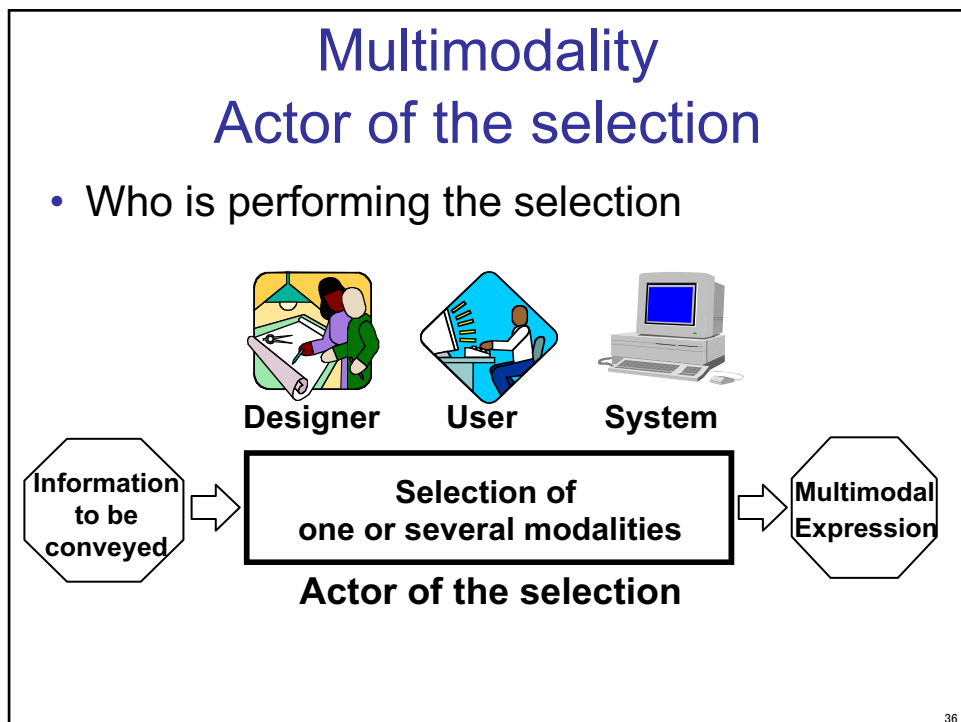 Multimodality
Actor of the selection
• Who is performing the selection
Designer
User
System
Information
to be
conveyed
Selection of
one or several modalities
Multimodal
Expression
Actor of the selection
36